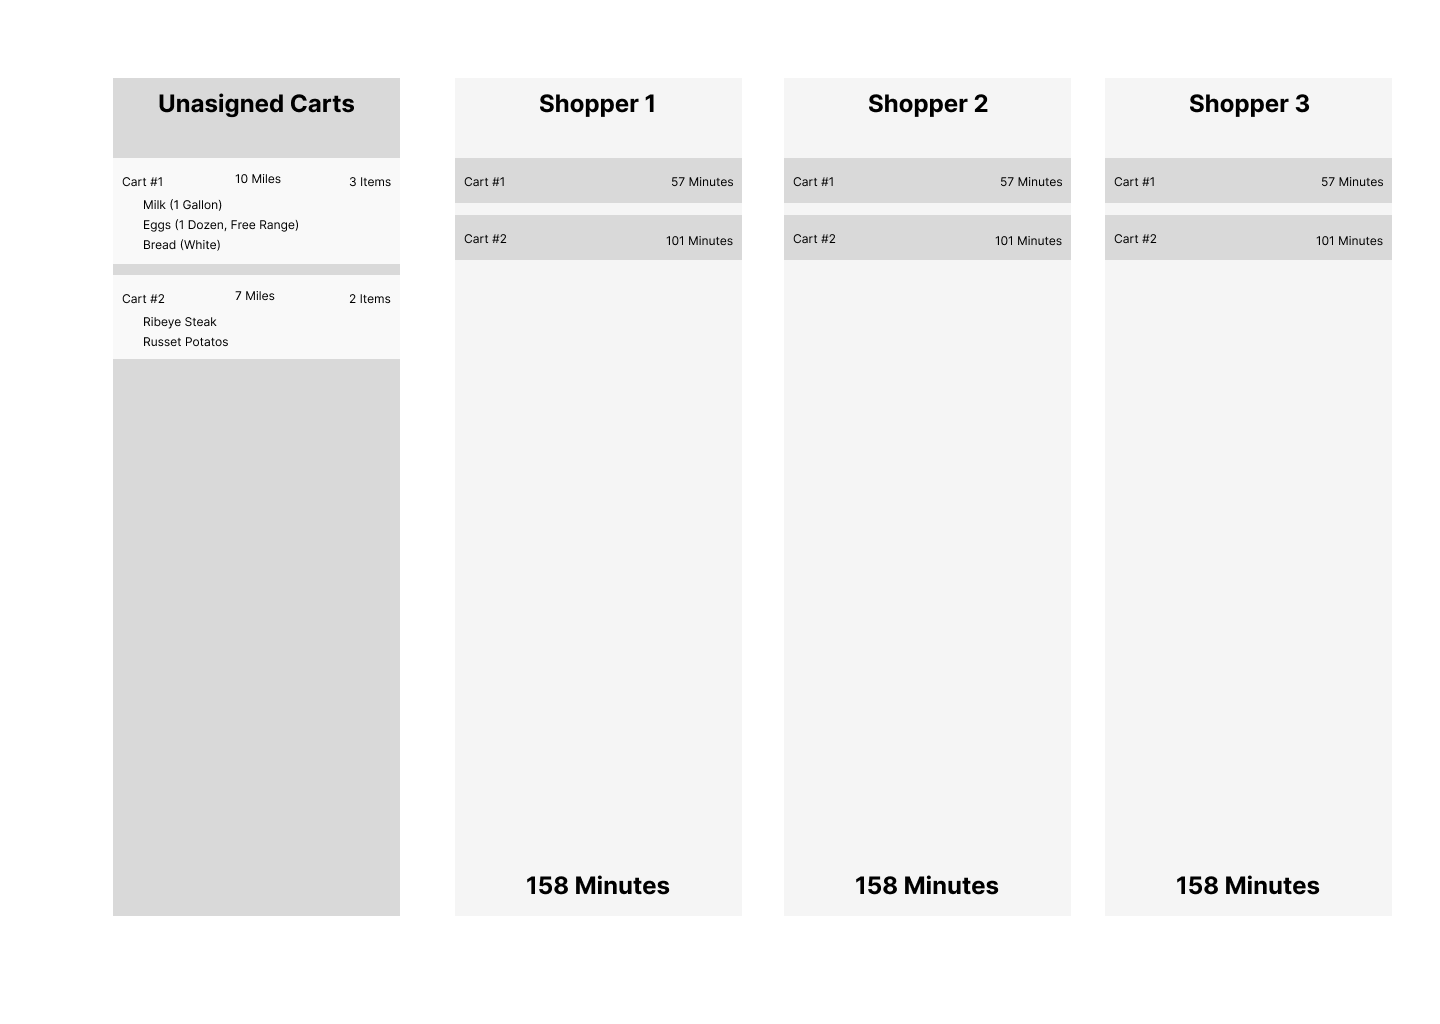 Unasigned Carts
Cart #1 10 Miles 3 Items
Milk (1 Gallon)
Eggs (1 Dozen, Free Range)
Bread (White)
Cart #2 7 Miles 2 Items
Ribeye Steak
Russet Potatos
Shopper 1
Cart #1 57 Minutes
Cart #2 101 Minutes
158 Minutes
Shopper 2
Cart #1 57 Minutes
Cart #2 101 Minutes
158 Minutes
Shopper 3
Cart #1 57 Minutes
Cart #2 101 Minutes
158 Minutes